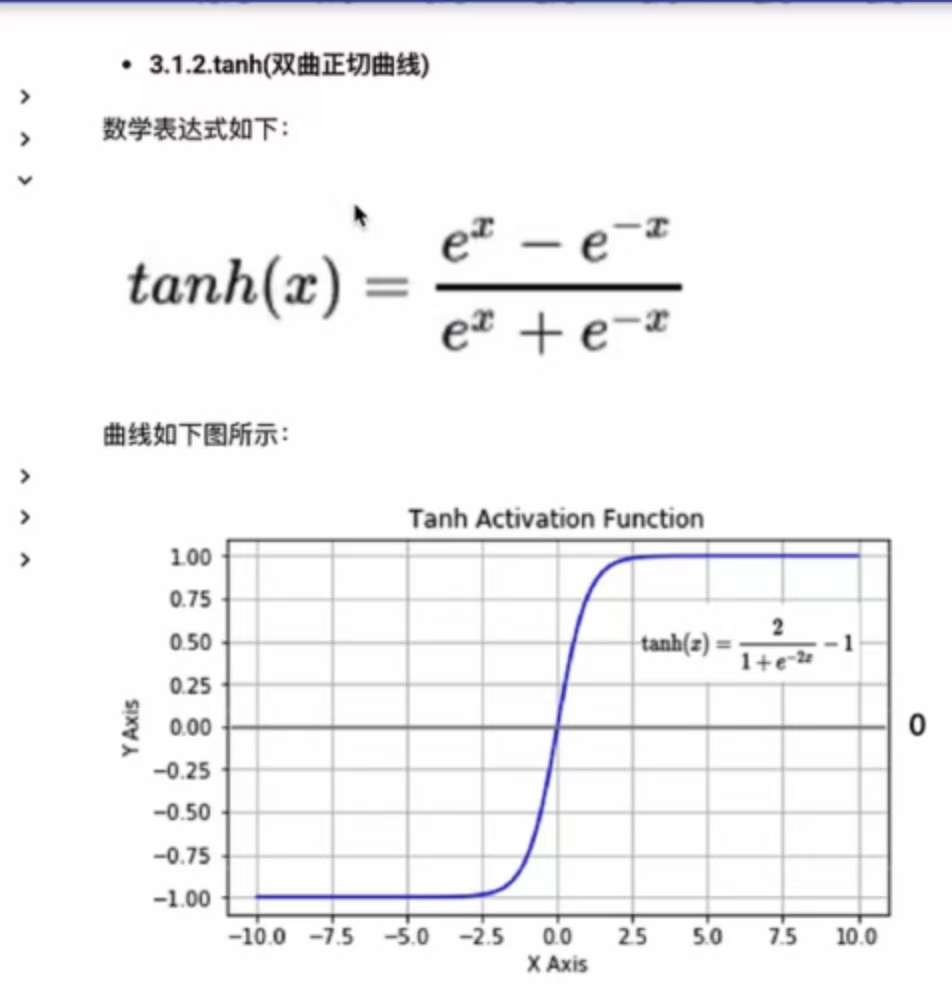 • 3.1.2.tanh(双曲正切曲线)
数学表达式如下：
tanh(x) = \frac{e^x - e^{-x}}{e^x + e^{-x}}
曲线如下图所示：
Tanh Activation Function
1.00
0.75
0.50
0.25
0.00
−0.25
−0.50
−0.75
−1.00
tanh(x) = \frac{2}{1+e^{-2x}} − 1
Y Axis
0
−10.0 −7.5 −5.0 −2.5 0.0 2.5 5.0 7.5 10.0
X Axis